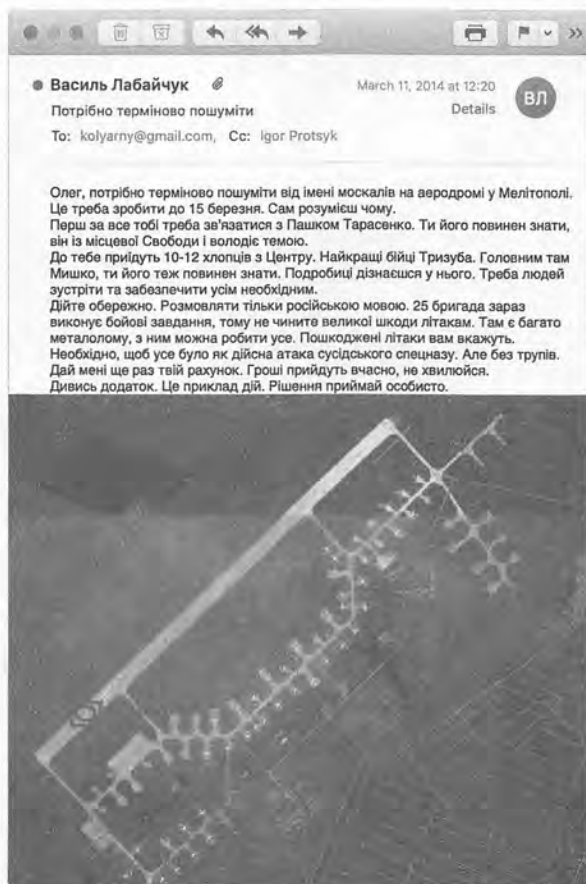 Василь Лабайчук
March 11, 2014 at 12:20
Потрібно терміново пошуміти
Details
ВЛ
To: kolyarny@gmail.com, Cc: Igor Protsyk
Олег, потрібно терміново пошуміти від імені москалів на аеродромі у Мелітополі.
Це треба зробити до 15 березня. Сам розумієш чому.
Перш за все тобі треба зв'язатися з Пашком Тарасенко. Ти його повинен знати,
він із місцевої Свободи і володіє темою.
До тебе приїдуть 10-12 хлопців з Центру. Найкращі бійці Тризуба. Головним там
Мишко, ти його теж повинен знати. Подробиці дізнаєшся у нього. Треба людей
зустріти та забезпечити усім необхідним.
Дійте обережно. Розмовляти тільки російською мовою. 25 бригада зараз
виконує бойові завдання, тому не чините великої шкоди літакам. Там є багато
металолому, з ним можна робити усе. Пошкоджені літаки вам вкажуть.
Необхідно, щоб усе було як дійсна атака сусідського спецназу. Але без трупів.
Дай мені ще раз твій рахунок. Гроші прийдуть вчасно, не хвилюйся.
Дивись додаток. Це приклад дій. Рішення приймай особисто.